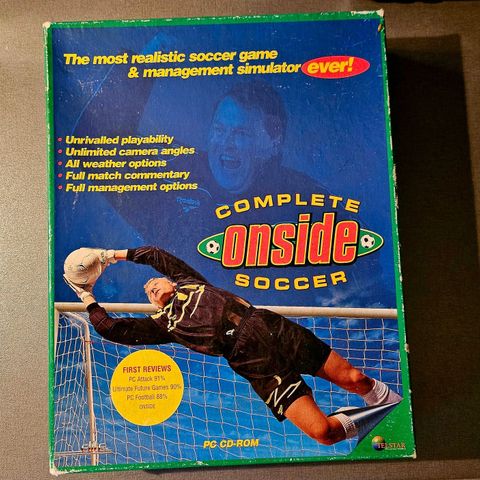 The most realistic soccer game
& management simulator ever!
• Unrivalled playability
• Unlimited camera angles
• All weather options
• Full match commentary
• Full management options
Reebok
COMPLETE
onside
SOCCER
FIRST REVIEWS
PC Attack 91%
Ultimate Future Games 90%
PC Football 88%
ONSIDE
PC CD-ROM
TELSTAR